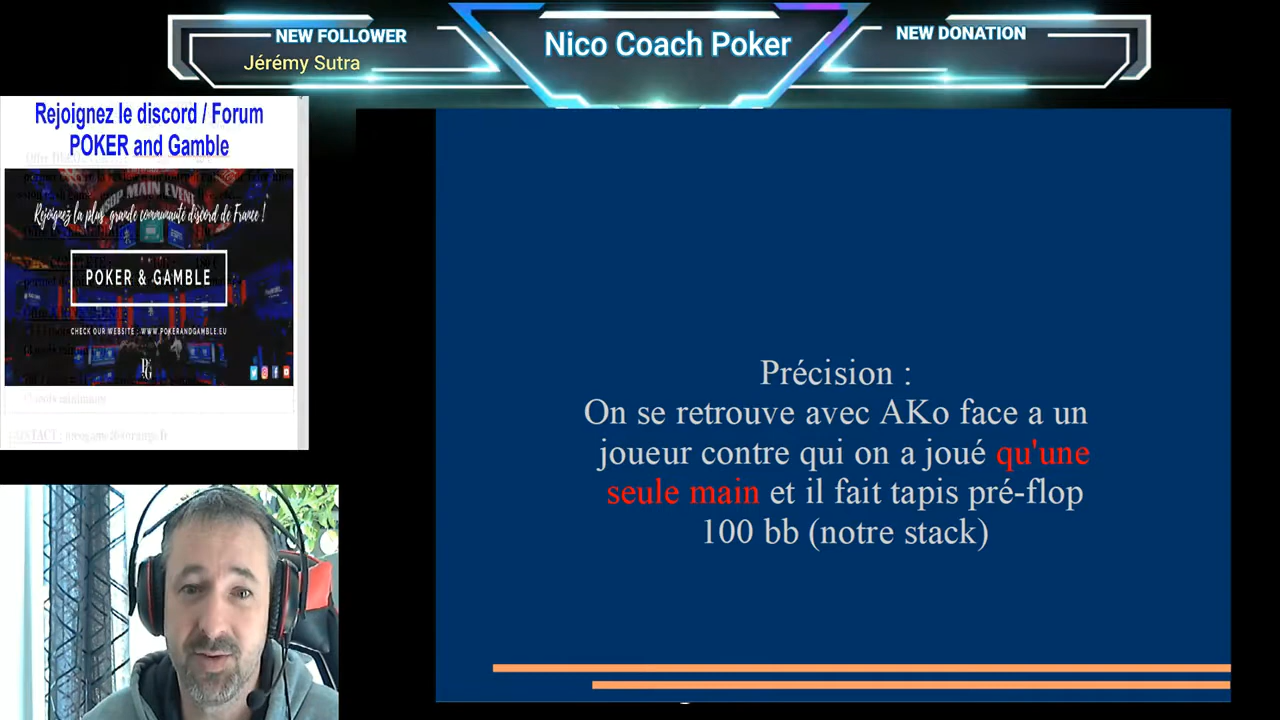 NEW FOLLOWER
Jérémy Sutra
Nico Coach Poker
NEW DONATION
Rejoignez le discord / Forum
POKER and Gamble
MAIN EVENT
Rejoignez la plus grande communauté discord de France !
POKER & GAMBLE
CHECK OUR WEBSITE : WWW.POKERANDGAMBLE.EU
Précision :
On se retrouve avec AKo face a un
joueur contre qui on a joué qu'une
seule main et il fait tapis pré-flop
100 bb (notre stack)